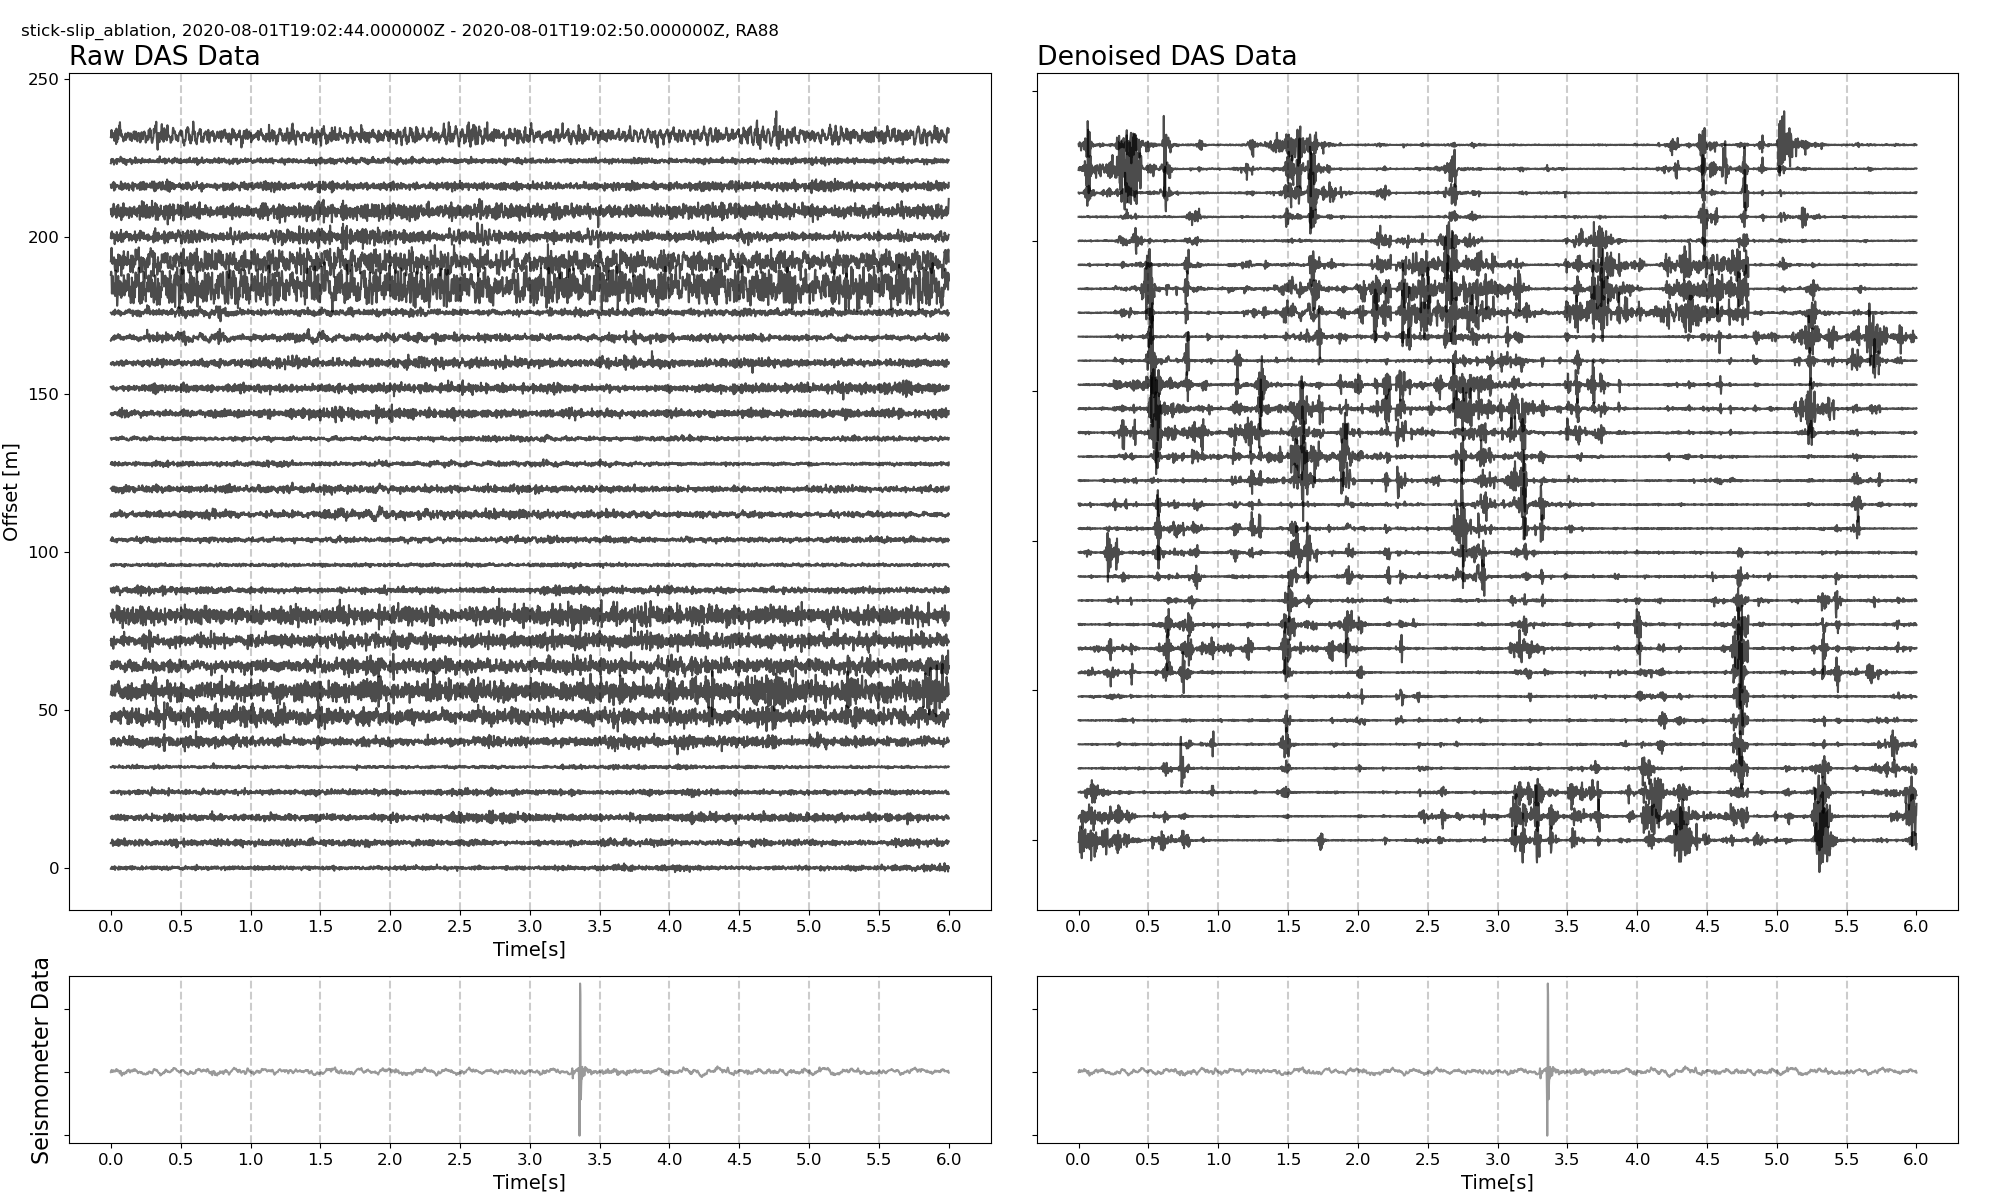 stick-slip_ablation, 2020-08-01T19:02:44.000000Z - 2020-08-01T19:02:50.000000Z, RA88
Raw DAS Data
Denoised DAS Data
250
200
150
100
50
0
Offset [m]
0.0 0.5 1.0 1.5 2.0 2.5 3.0 3.5 4.0 4.5 5.0 5.5 6.0
Time[s]
0.0 0.5 1.0 1.5 2.0 2.5 3.0 3.5 4.0 4.5 5.0 5.5 6.0
Seismometer Data
0.0 0.5 1.0 1.5 2.0 2.5 3.0 3.5 4.0 4.5 5.0 5.5 6.0
Time[s]
0.0 0.5 1.0 1.5 2.0 2.5 3.0 3.5 4.0 4.5 5.0 5.5 6.0
Time[s]